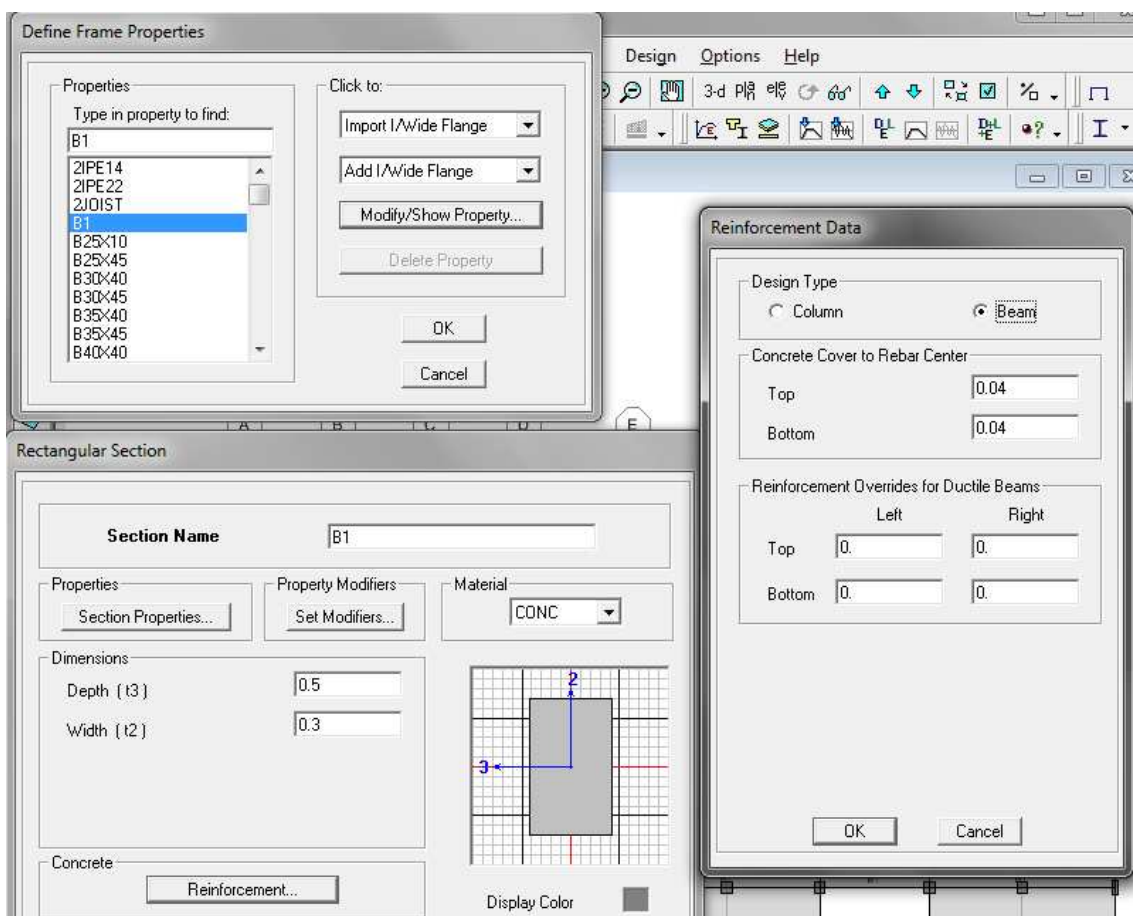 Define Frame Properties
Properties
Type in property to find:
B1
2IPE14
2IPE22
2JOIST
B1
B25X10
B25X45
B30X40
B30X45
B35X40
B35X45
B40X40
Click to:
Import I/Wide Flange
Add I/Wide Flange
Modify/Show Property...
Delete Property
OK
Cancel
Design Options Help
3-d
A B C D E
Reinforcement Data
Design Type
Column Beam
Concrete Cover to Rebar Center
Top 0.04
Bottom 0.04
Reinforcement Overrides for Ductile Beams
Left Right
Top 0. 0.
Bottom 0. 0.
OK Cancel
Rectangular Section
Section Name B1
Properties
Section Properties...
Property Modifiers
Set Modifiers...
Material
CONC
Dimensions
Depth ( t3 ) 0.5
Width ( t2 ) 0.3
2
3
Concrete
Reinforcement...
Display Color